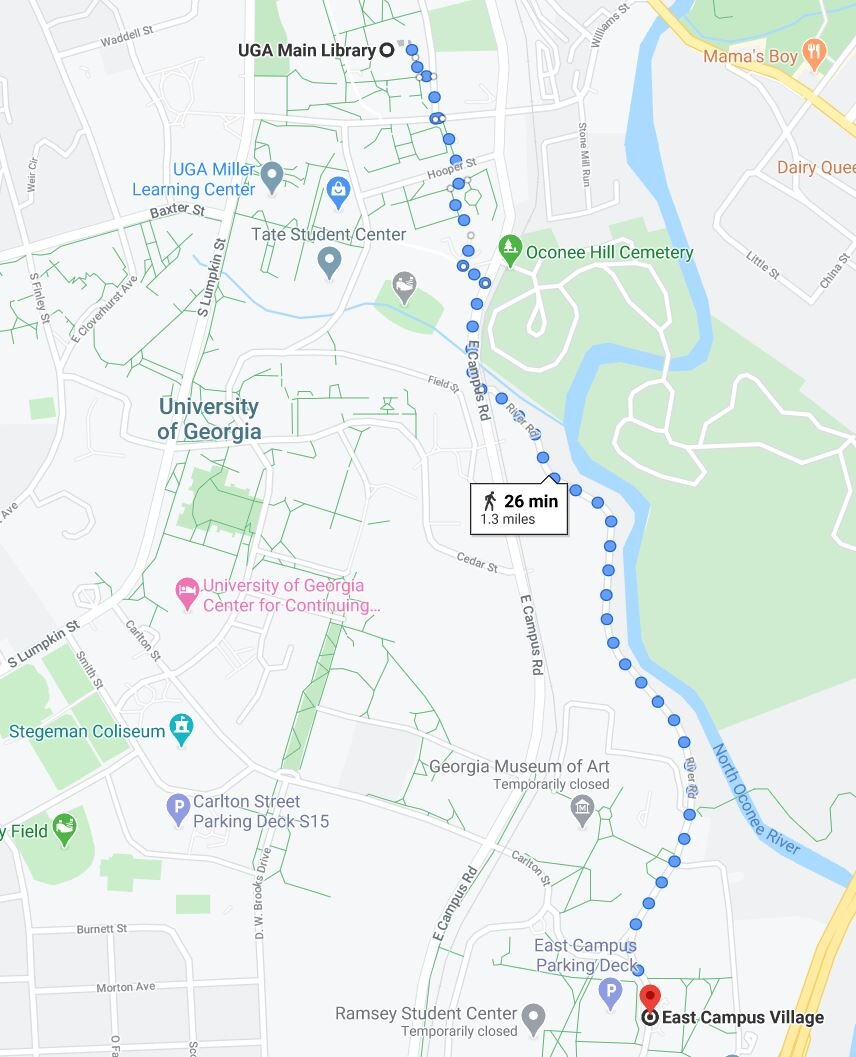 Waddell St
UGA Main Library
Williams St
Mama's Boy
Stone Mill Run
Weir Cir
Hooper St
UGA Miller
Learning Center
Dairy Quee
Baxter St
Tate Student Center
Oconee Hill Cemetery
Little St
China St
S Lumpkin St
S Finley St
E Cloverhurst Ave
E Campus Rd
Field St
River Rd
University
of Georgia
Ave
26 min
1.3 miles
Cedar St
University of Georgia
Center for Continuing...
E Campus Rd
S Lumpkin St
Carlton St
Smith St
Stegeman Coliseum
Georgia Museum of Art
Temporarily closed
River Rd
North Oconee River
Carlton Street
Parking Deck S15
y Field
Carlton St
D. W. Brooks Drive
E Campus Rd
Burnett St
East Campus
Parking Deck
Morton Ave
Ramsey Student Center
Temporarily closed
East Campus Village